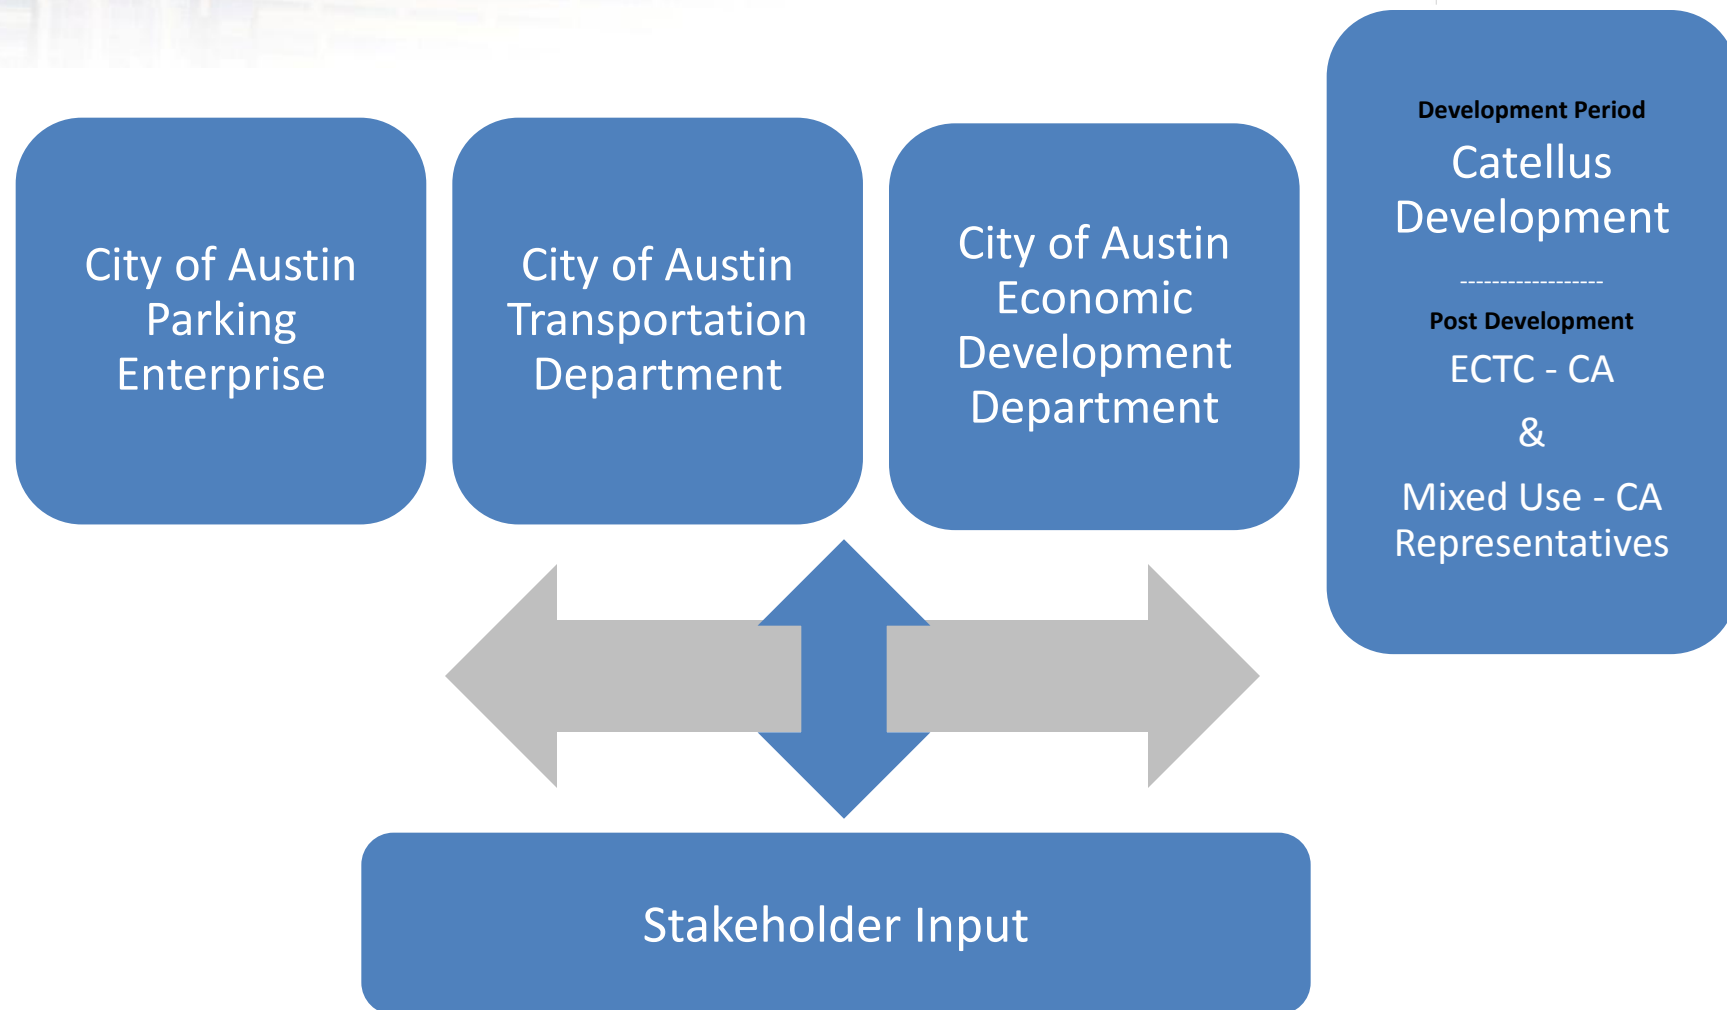 City of Austin
Parking
Enterprise
City of Austin
Transportation
Department
City of Austin
Economic
Development
Department
Development Period
Catellus
Development
------------------
Post Development
ECTC - CA
&
Mixed Use - CA
Representatives
Stakeholder Input